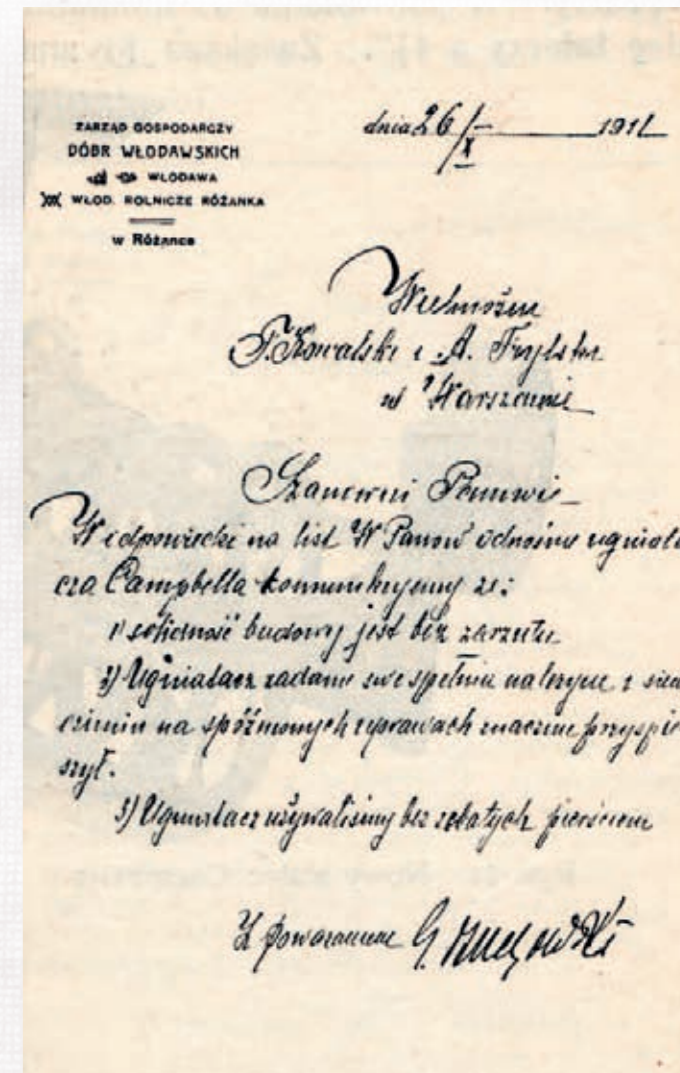 ZARZĄD GOSPODARCZY
DÓBR WŁODAWSKICH
WŁODAWA
WŁOD. ROLNICZE RÓŻANKA
w Różance
dnia 26/X 1911
Wielmożni
F. Kowalski i A. Trylski
w Warszawie
Szanowni Panowie
W odpowiedzi na list W Panów odnośnie ugniata
cza Campbella komunikujemy że:
1) solidność budowy jest bez zarzutu
2) Ugniatacz zadanie swe spełnia należycie i
na spóźnionych uprawach znacznie przyspie
szył.
3) Ugniatacz używaliśmy bez zębatych pierścieni
Z poważaniem